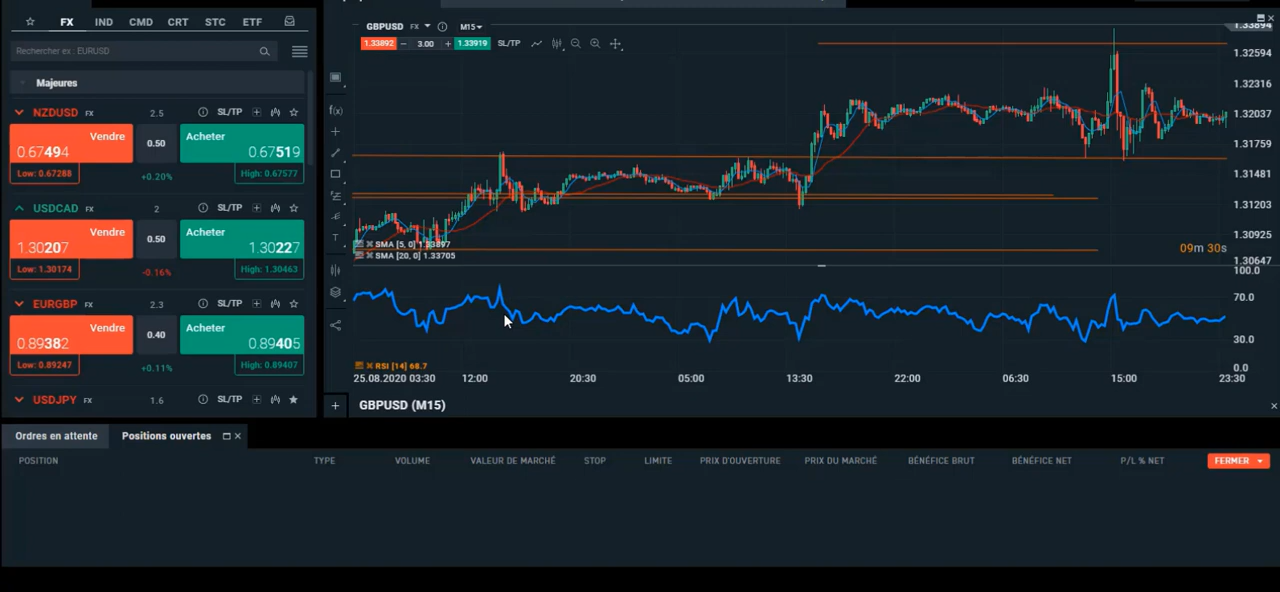 FX IND CMD CRT STC ETF
Rechercher ex : EURUSD
Majeures
NZDUSD FX 2.5 SL/TP
Vendre 0.50 Acheter
0.67494 0.67519
Low: 0.67288 +0.20% High: 0.67577
USDCAD FX 2 SL/TP
Vendre 0.50 Acheter
1.30207 1.30227
Low: 1.30174 -0.16% High: 1.30463
EURGBP FX 2.3 SL/TP
Vendre 0.40 Acheter
0.89382 0.89405
Low: 0.89247 +0.11% High: 0.89407
USDJPY FX 1.6 SL/TP
GBPUSD FX M15
1.33892 − 3.00 + 1.33919 SL/TP
f(x)
T
1.33894
1.32594
1.32316
1.32037
1.31759
1.31481
1.31203
1.30925
1.30647
09m 30s
SMA [5, 0] 1.33897
SMA [20, 0] 1.33705
100.0
70.0
30.0
0.0
RSI [14] 68.7
25.08.2020 03:30 12:00 20:30 05:00 13:30 22:00 06:30 15:00 23:30
+ GBPUSD (M15)
Ordres en attente Positions ouvertes
POSITION TYPE VOLUME VALEUR DE MARCHÉ STOP LIMITE PRIX D'OUVERTURE PRIX DU MARCHÉ BÉNÉFICE BRUT BÉNÉFICE NET P/L % NET FERMER